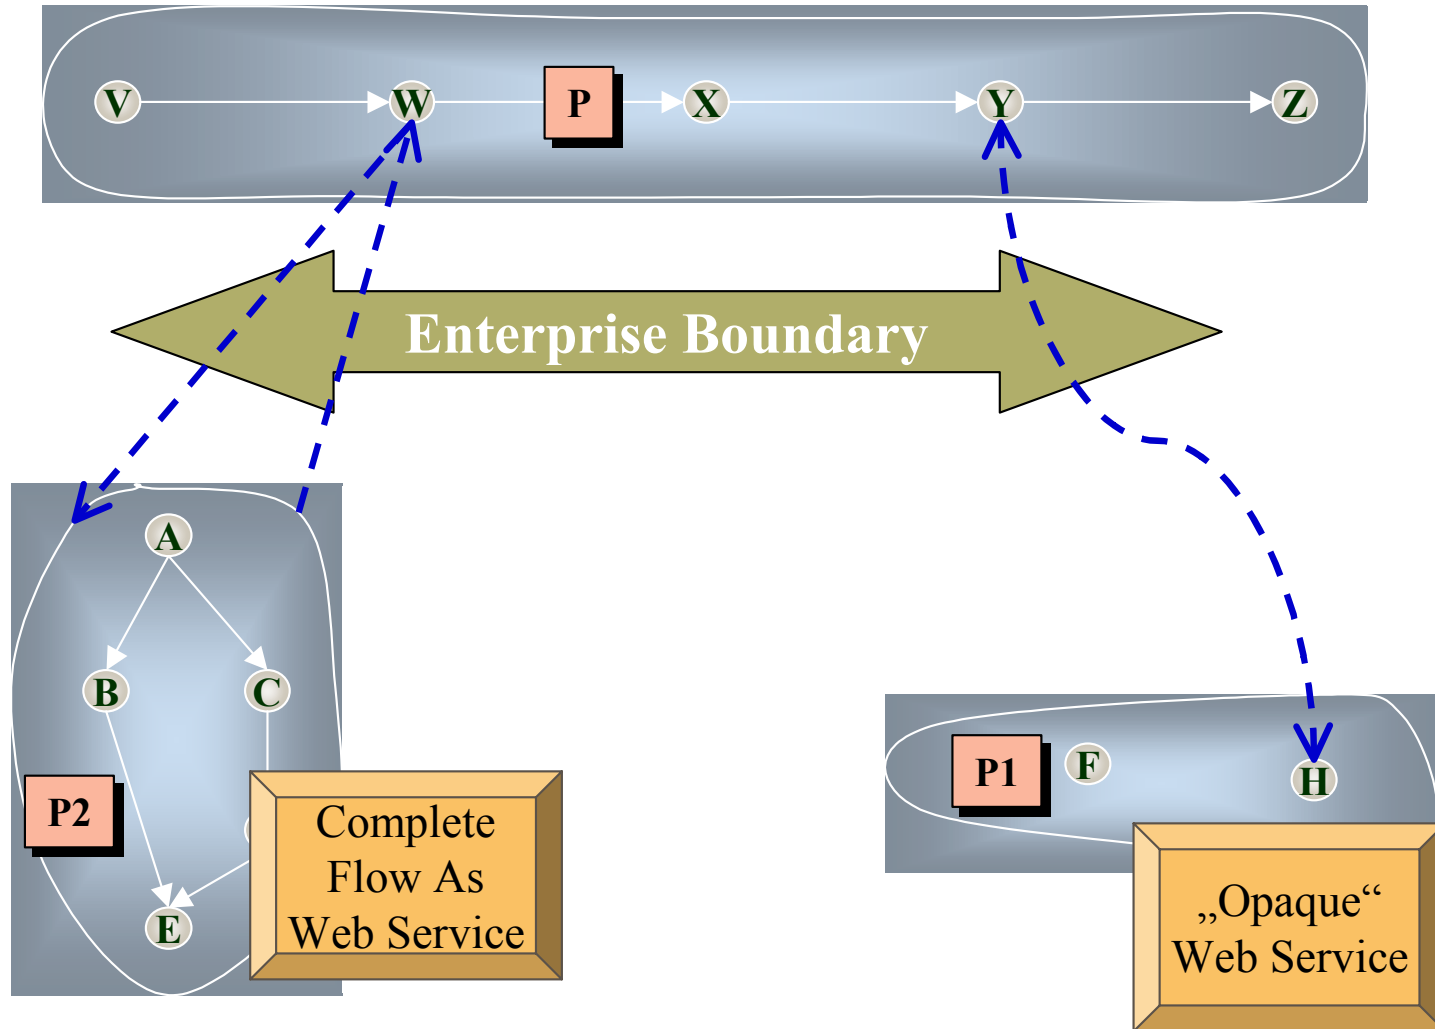 V W P X Y Z
Enterprise Boundary
A
B C
P2
E
Complete
Flow As
Web Service
P1 F H
„Opaque“
Web Service